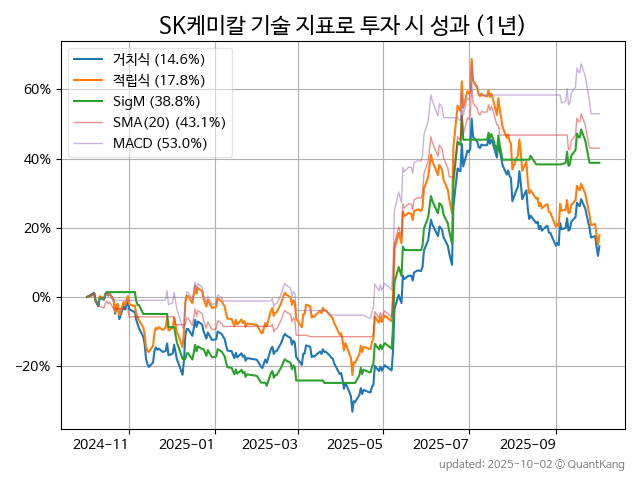 SK케미칼 기술 지표로 투자 시 성과 (1년)
거치식 (14.6%)
적립식 (17.8%)
SigM (38.8%)
SMA(20) (43.1%)
MACD (53.0%)
60%
40%
20%
0%
−20%
2024−11
2025−01
2025−03
2025−05
2025−07
2025−09
updated: 2025-10-02 © QuantKang